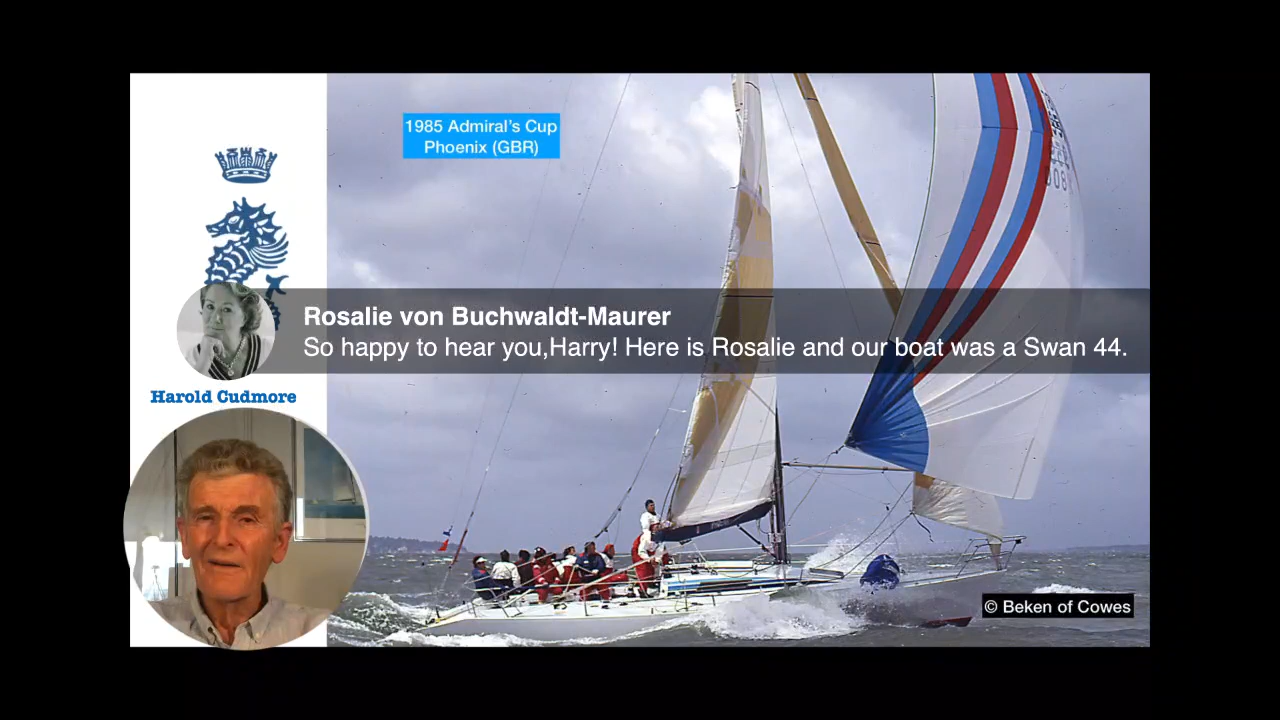 1985 Admiral's Cup
Phoenix (GBR)
Rosalie von Buchwaldt-Maurer
So happy to hear you,Harry! Here is Rosalie and our boat was a Swan 44.
Harold Cudmore
© Beken of Cowes